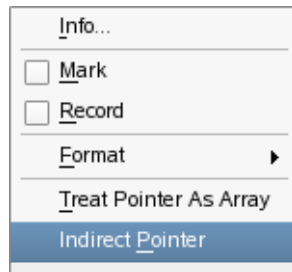 Info...
Mark
Record
Format
Treat Pointer As Array
Indirect Pointer